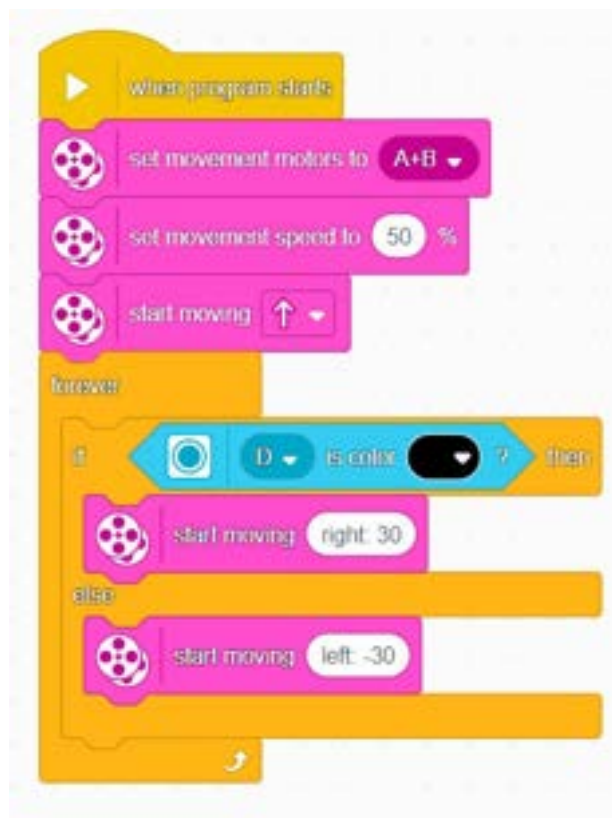 when program starts
set movement motors to A+B
set movement speed to 50 %
start moving
forever
if D is color ? then
start moving right: 30
else
start moving left: -30